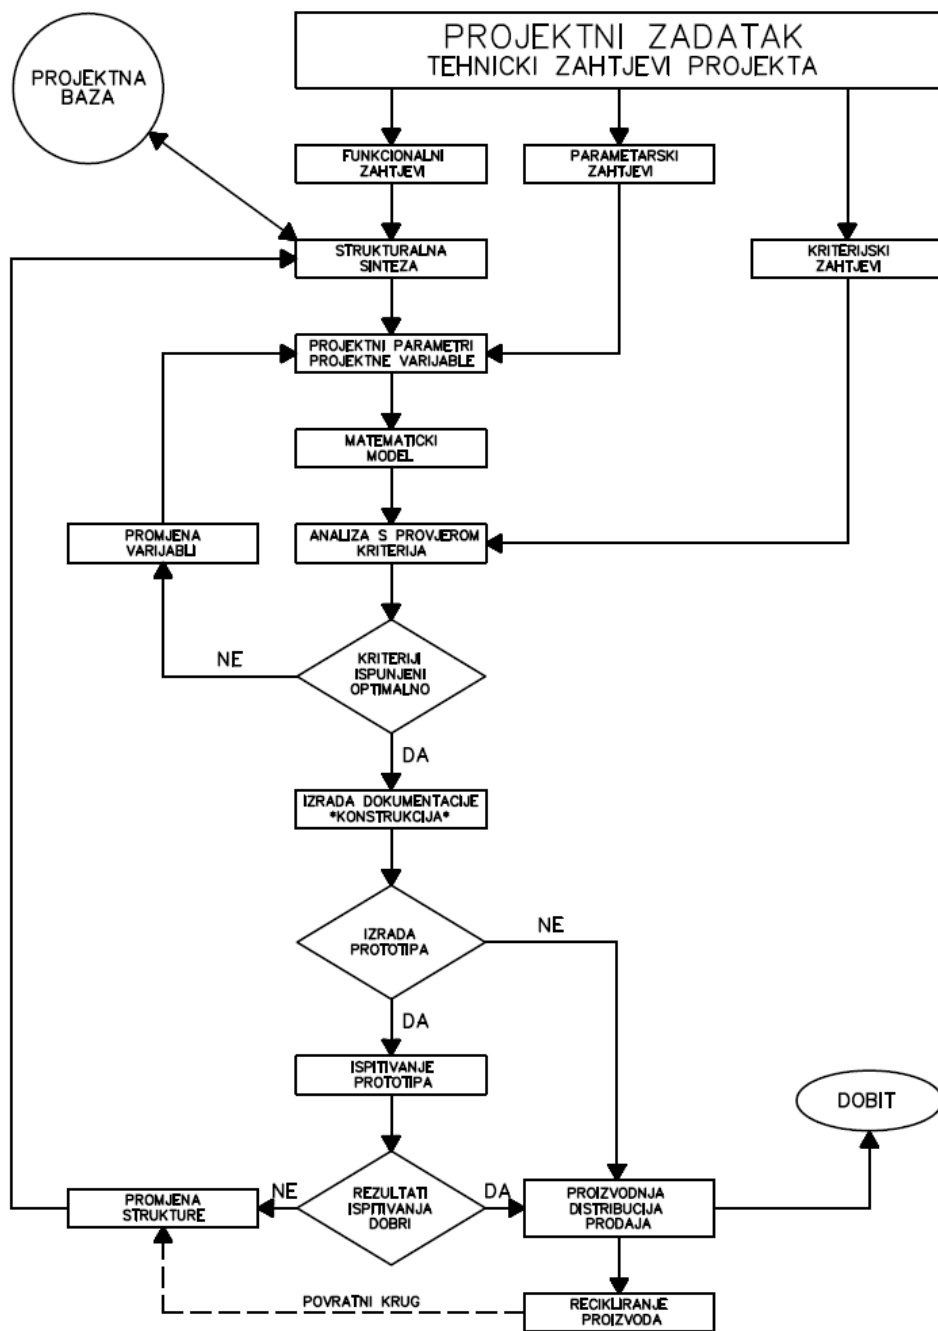 PROJEKTNI ZADATAK
TEHNICKI ZAHTJEVI PROJEKTA
PROJEKTNA
BAZA
FUNKCIONALNI
ZAHTJEVI
PARAMETARSKI
ZAHTJEVI
STRUKTURALNA
SINTEZA
KRITERIJSKI
ZAHTJEVI
PROJEKTNI PARAMETRI
PROJEKTNE VARIJABLE
MATEMATICKI
MODEL
PROMJENA
VARIJABLI
ANALIZA S PROVJEROM
KRITERIJA
NE
KRITERIJI
ISPUNJENI
OPTIMALNO
DA
IZRADA DOKUMENTACIJE
*KONSTRUKCIJA*
IZRADA
PROTOTIPA
NE
DA
ISPITIVANJE
PROTOTIPA
DOBIT
PROMJENA
STRUKTURE
NE
REZULTATI
ISPITIVANJA
DOBRI
DA
PROIZVODNJA
DISTRIBUCIJA
PRODAJA
POVRATNI KRUG
RECIKLIRANJE
PROIZVODA